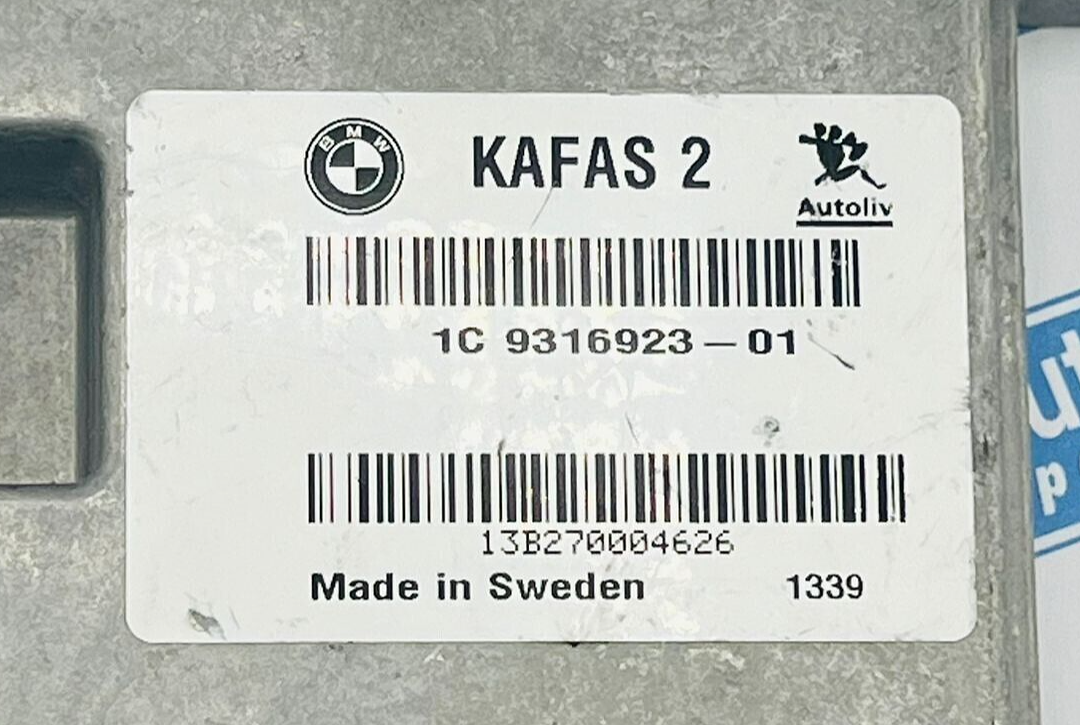 BMW
KAFAS 2
Autoliv
1C 9316923 – 01
13B270004626
Made in Sweden 1339